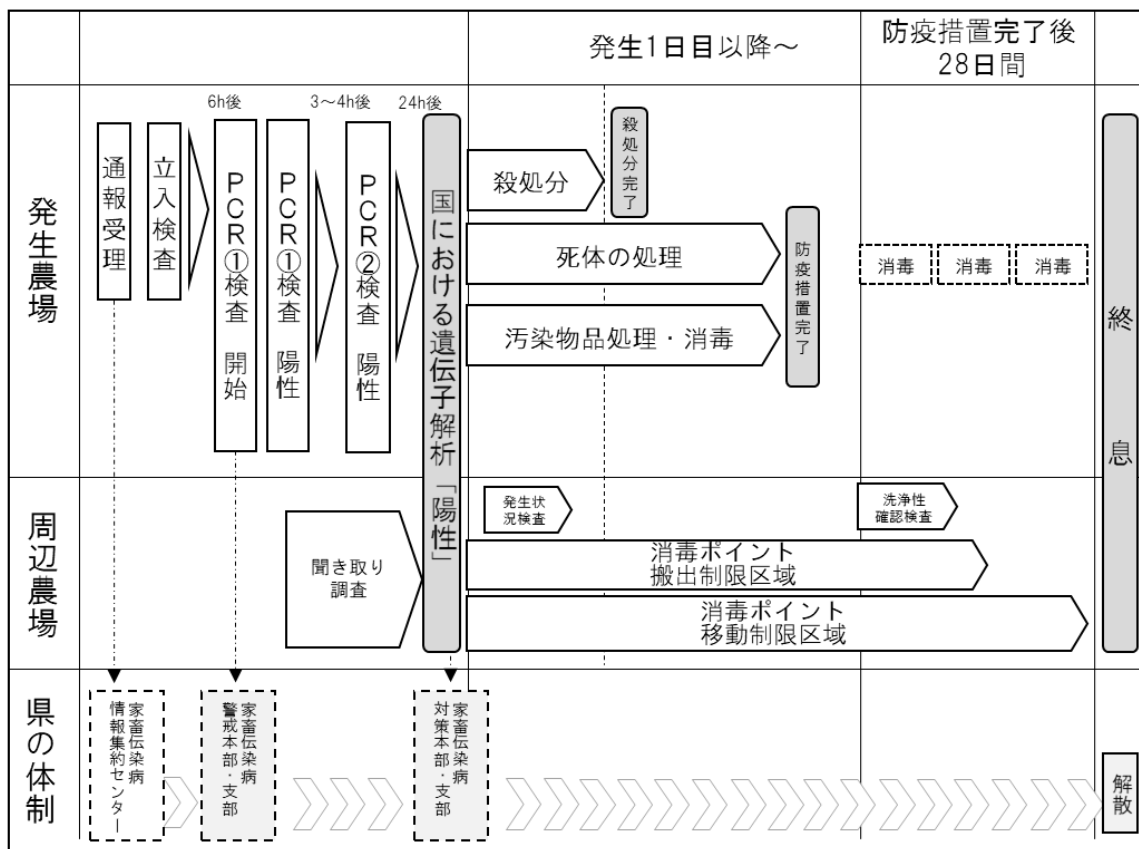 発生1日目以降～
防疫措置完了後
28日間
発生農場
6h後
3～4h後
24h後
通報受理
立入検査
PCR①検査　開始
PCR①検査　陽性
PCR②検査　陽性
国における遺伝子解析「陽性」
殺処分
殺処分完了
死体の処理
汚染物品処理・消毒
防疫措置完了
消毒
消毒
消毒
終息
周辺農場
聞き取り
調査
発生状
況検査
洗浄性
確認検査
消毒ポイント
搬出制限区域
消毒ポイント
移動制限区域
県の体制
家畜伝染病
情報集約センター
家畜伝染病
警戒本部・支部
家畜伝染病
対策本部・支部
解散